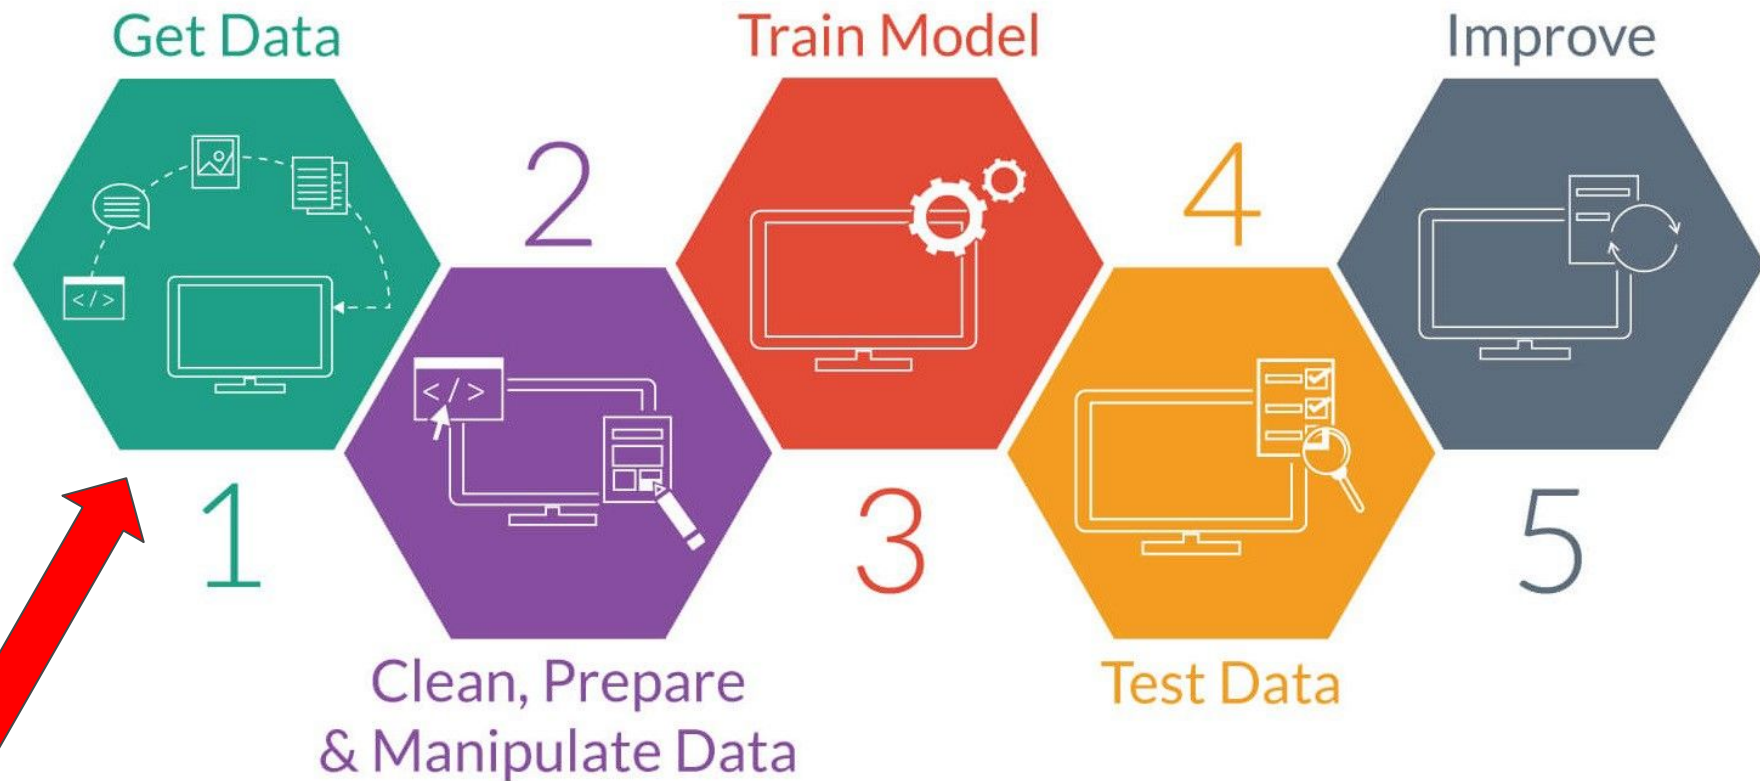 Get Data
</>
1
2
</>
Clean, Prepare
& Manipulate Data
Train Model
3
4
Test Data
Improve
5